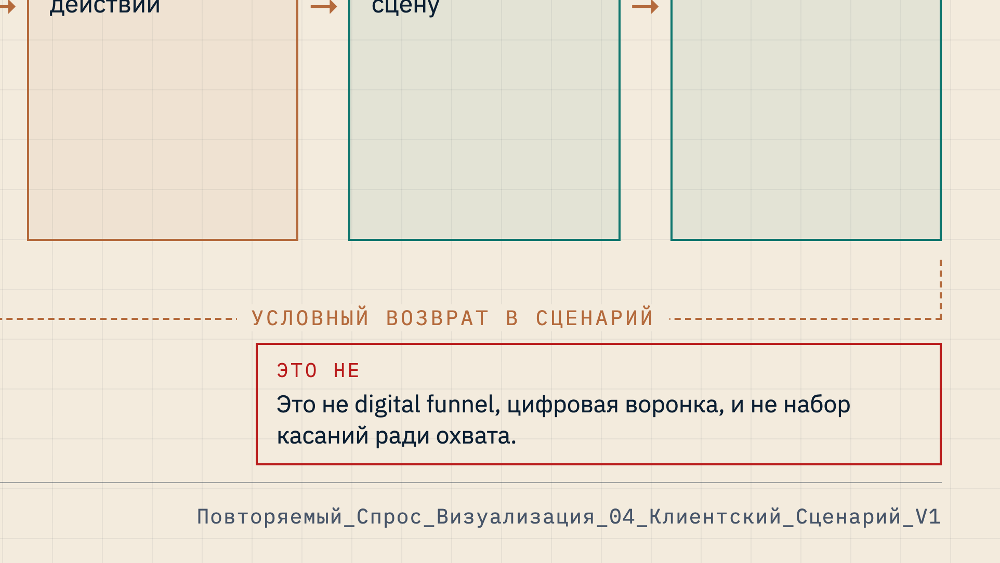 действий
сцену
УСЛОВНЫЙ ВОЗВРАТ В СЦЕНАРИЙ
ЭТО НЕ
Это не digital funnel, цифровая воронка, и не набор
касаний ради охвата.
Повторяемый_Спрос_Визуализация_04_Клиентский_Сценарий_V1